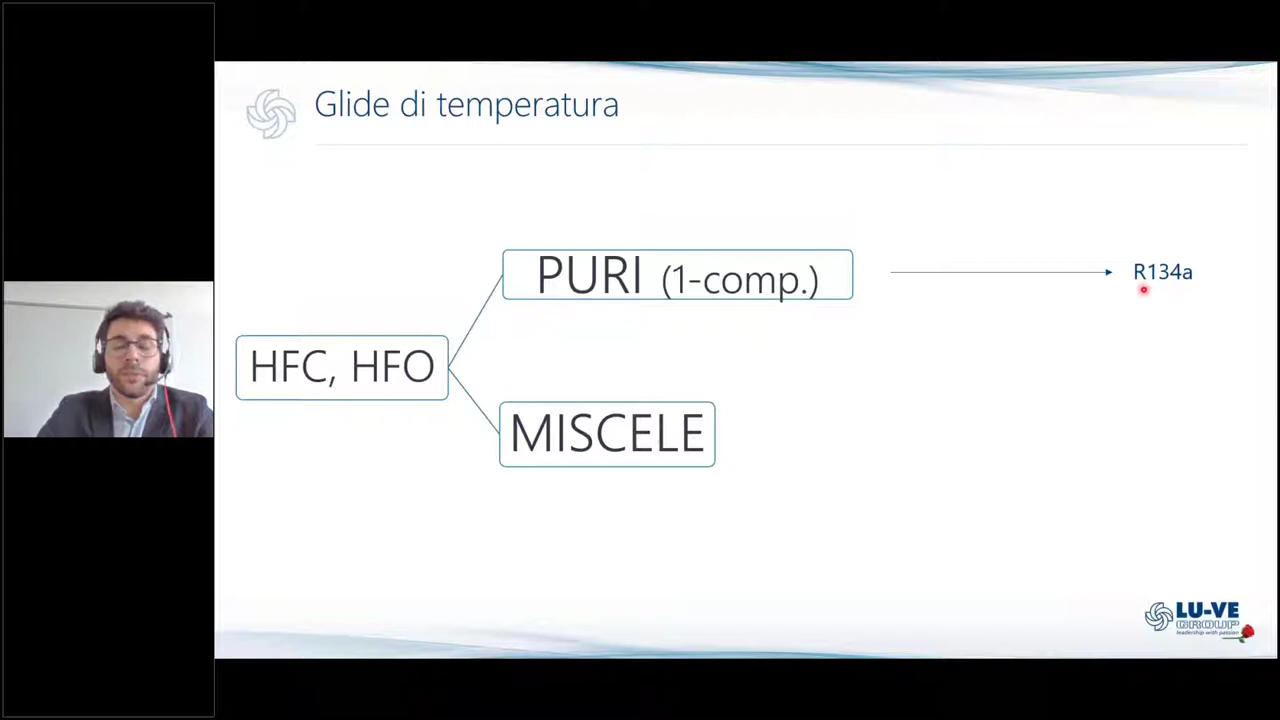 Glide di temperatura
PURI (1-comp.)
R134a
HFC, HFO
MISCELE
LU-VE
GROUP
leadership with passion